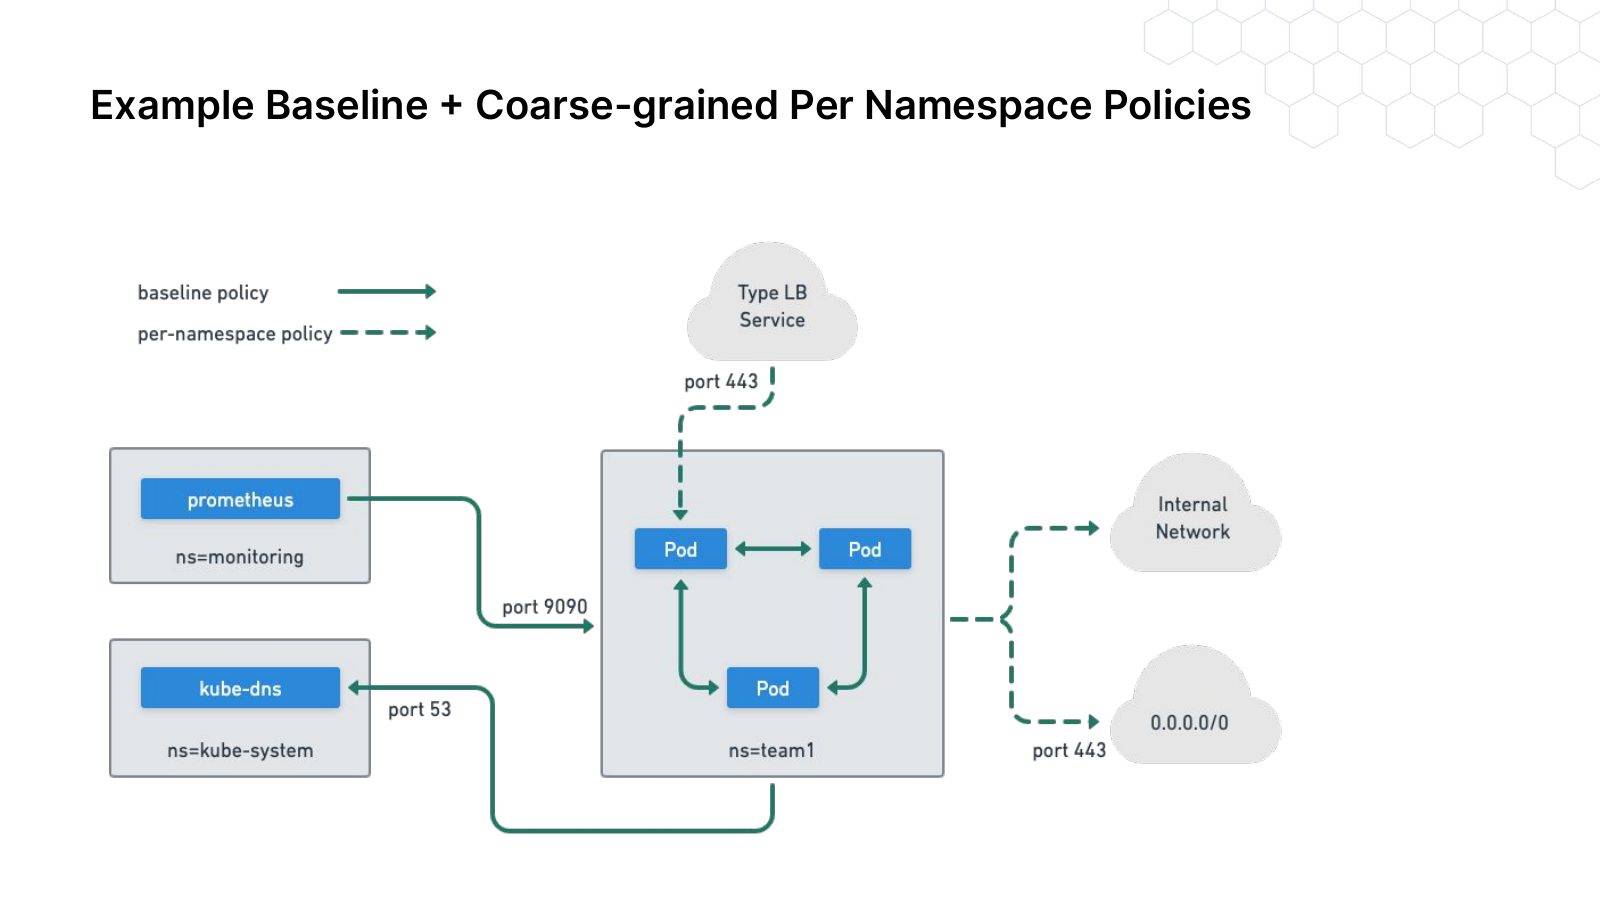 Example Baseline + Coarse-grained Per Namespace Policies
baseline policy
per-namespace policy
Type LB
Service
port 443
prometheus
ns=monitoring
port 9090
kube-dns
port 53
ns=kube-system
Pod
Pod
Pod
ns=team1
Internal
Network
0.0.0.0/0
port 443